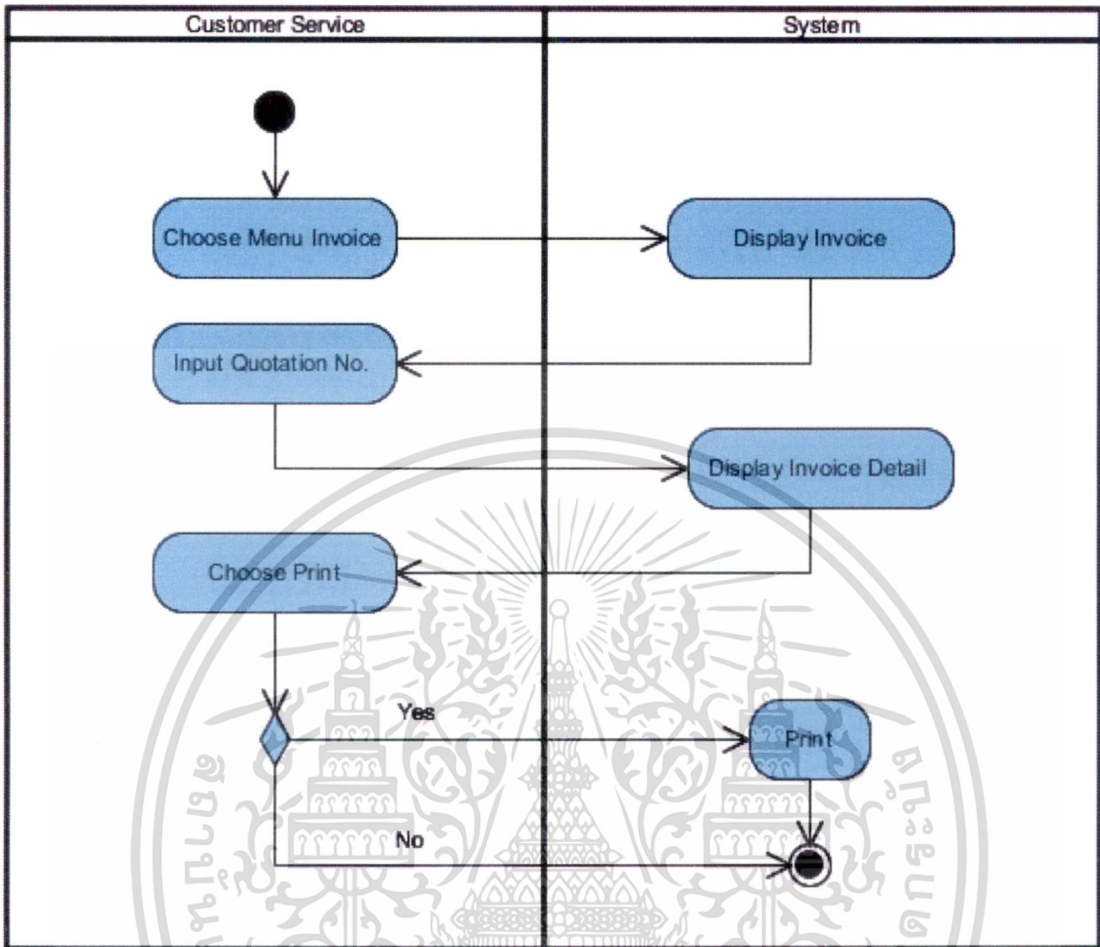 Customer Service
System
Choose Menu Invoice
Display Invoice
Input Quotation No.
Display Invoice Detail
Choose Print
Yes
Print
No